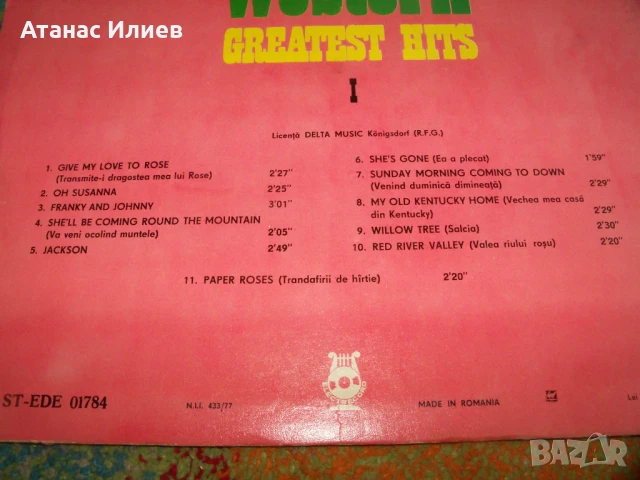 Атанас Илиев
Western
GREATEST HITS
I
Licență DELTA MUSIC Königsdorf (R.F.G.)
1. GIVE MY LOVE TO ROSE
(Transmite-i dragostea mea lui Rose) 2'27"
2. OH SUSANNA 2'25"
3. FRANKY AND JOHNNY 3'01"
4. SHE'LL BE COMING ROUND THE MOUNTAIN
(Va veni ocolind muntele) 2'05"
5. JACKSON 2'49"
6. SHE'S GONE (Ea a plecat) 1'59"
7. SUNDAY MORNING COMING TO DOWN
(Venind duminică dimineața) 2'29"
8. MY OLD KENTUCKY HOME (Vechea mea casă
din Kentucky) 2'29"
9. WILLOW TREE (Salcia) 2'30"
10. RED RIVER VALLEY (Valea rîului roșu) 2'20"
11. PAPER ROSES (Trandafirii de hîrtie) 2'20"
ST-EDE 01784
N.I.I. 433/77
MADE IN ROMANIA
Lei
BAZAR